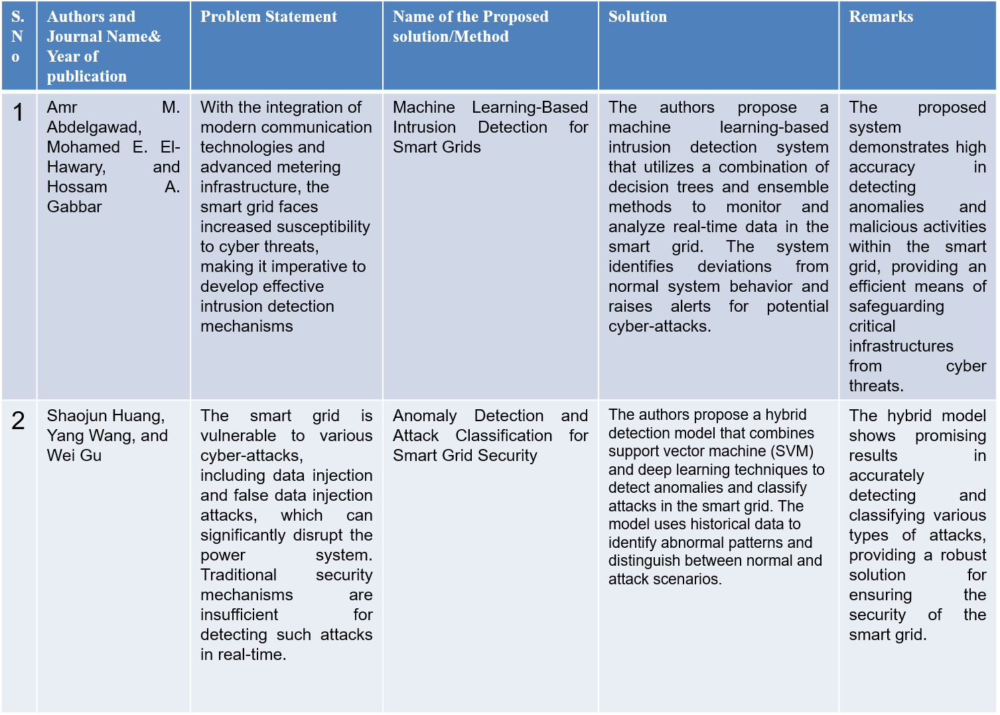 S.
N
o
Authors and
Journal Name&
Year of
publication
Problem Statement
Name of the Proposed
solution/Method
Solution
Remarks
1
Amr M.
Abdelgawad,
Mohamed E. El-
Hawary, and
Hossam A.
Gabbar
With the integration of
modern communication
technologies and
advanced metering
infrastructure, the
smart grid faces
increased susceptibility
to cyber threats,
making it imperative to
develop effective
intrusion detection
mechanisms
Machine Learning-Based
Intrusion Detection for
Smart Grids
The authors propose a
machine learning-based
intrusion detection system
that utilizes a combination of
decision trees and ensemble
methods to monitor and
analyze real-time data in the
smart grid. The system
identifies deviations from
normal system behavior and
raises alerts for potential
cyber-attacks.
The proposed
system
demonstrates high
accuracy in
detecting
anomalies and
malicious activities
within the smart
grid, providing an
efficient means of
safeguarding
critical
infrastructures
from cyber
threats.
2
Shaojun Huang,
Yang Wang, and
Wei Gu
The smart grid is
vulnerable to various
cyber-attacks,
including data injection
and false data injection
attacks, which can
significantly disrupt the
power system.
Traditional security
mechanisms are
insufficient for
detecting such attacks
in real-time.
Anomaly Detection and
Attack Classification for
Smart Grid Security
The authors propose a hybrid
detection model that combines
support vector machine (SVM)
and deep learning techniques to
detect anomalies and classify
attacks in the smart grid. The
model uses historical data to
identify abnormal patterns and
distinguish between normal and
attack scenarios.
The hybrid model
shows promising
results in
accurately
detecting and
classifying various
types of attacks,
providing a robust
solution for
ensuring the
security of the
smart grid.